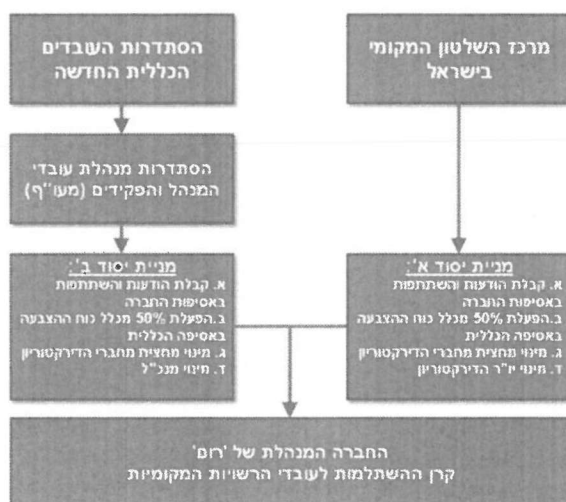 מרכז השלטון המקומי
בישראל
הסתדרות העובדים
הכללית החדשה
הסתדרות מנהלת עובדי
המנהל והפקידים (מעו"ף)
מניית יסוד א':
א. קבלת הודעות והשתתפות
באסיפות החברה
ב.הפעלת 50% מכלל כוח ההצבעה
באסיפה הכללית
ג. מינוי מחצית מחברי הדירקטוריון
ד. מינוי יו"ר הדירקטוריון
מניית יסוד ב':
א. קבלת הודעות והשתתפות
באסיפות החברה
ב.הפעלת 50% מכלל כוח ההצבעה
באסיפה הכללית
ג. מינוי מחצית מחברי הדירקטוריון
ד. מינוי מנכ"ל
החברה המנהלת של 'רום'
קרן ההשתלמות לעובדי הרשויות המקומיות